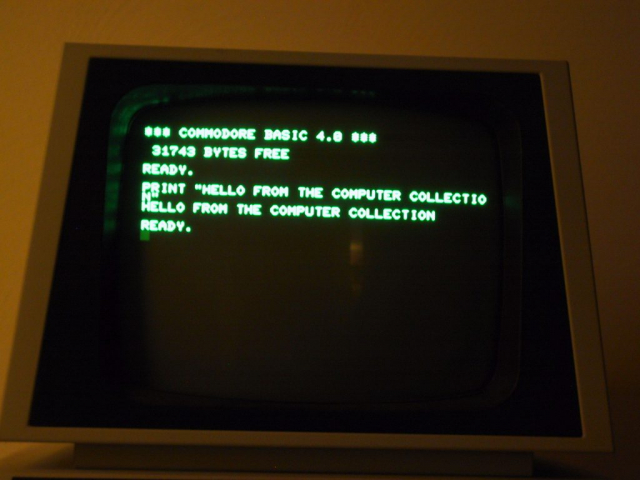 *** COMMODORE BASIC 4.0 ***
31743 BYTES FREE
READY.
PRINT "HELLO FROM THE COMPUTER COLLECTIO
N"
HELLO FROM THE COMPUTER COLLECTION
READY.